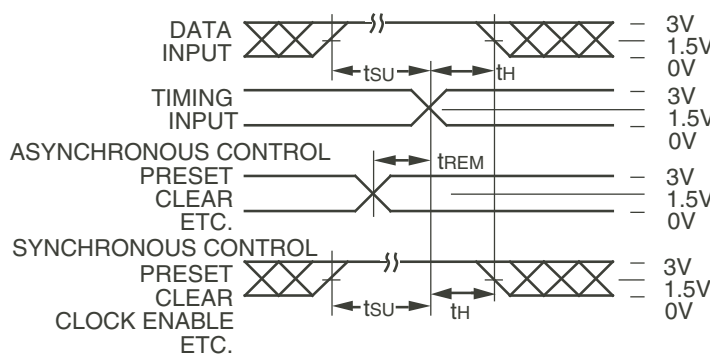 DATA
INPUT
3V
1.5V
0V
tSU
tH
TIMING
INPUT
3V
1.5V
0V
ASYNCHRONOUS CONTROL
tREM
PRESET
CLEAR
ETC.
3V
1.5V
0V
SYNCHRONOUS CONTROL
PRESET
CLEAR
CLOCK ENABLE
ETC.
3V
1.5V
0V
tSU
tH